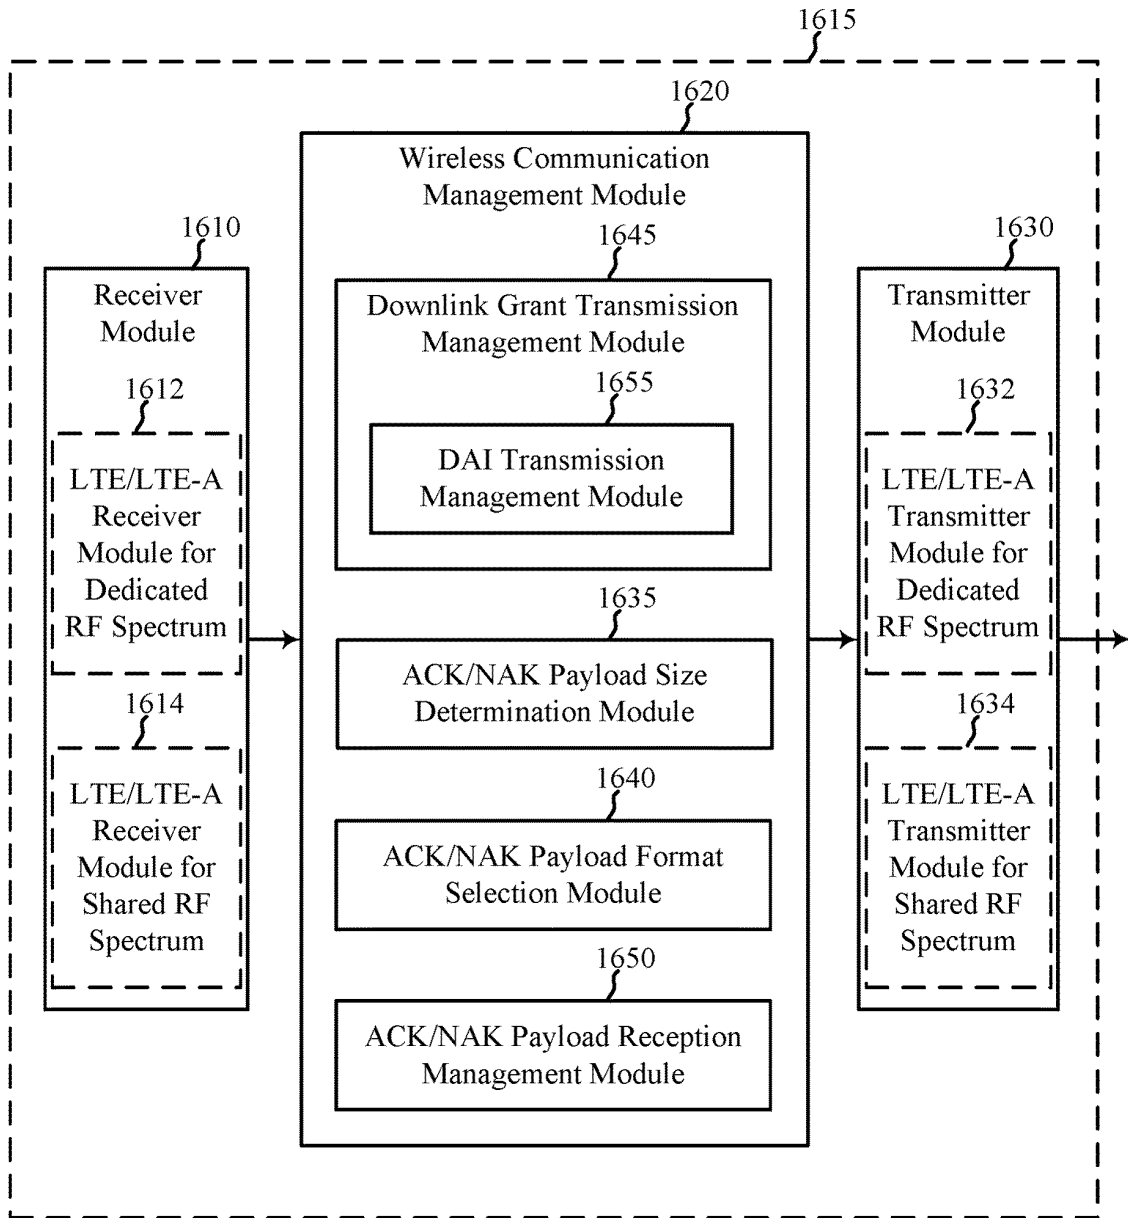 1615
1620
Wireless Communication
Management Module
1610
Receiver
Module
1612
LTE/LTE-A
Receiver
Module for
Dedicated
RF Spectrum
1614
LTE/LTE-A
Receiver
Module for
Shared RF
Spectrum
1645
Downlink Grant Transmission
Management Module
1655
DAI Transmission
Management Module
1635
ACK/NAK Payload Size
Determination Module
1640
ACK/NAK Payload Format
Selection Module
1650
ACK/NAK Payload Reception
Management Module
1630
Transmitter
Module
1632
LTE/LTE-A
Transmitter
Module for
Dedicated
RF Spectrum
1634
LTE/LTE-A
Transmitter
Module for
Shared RF
Spectrum